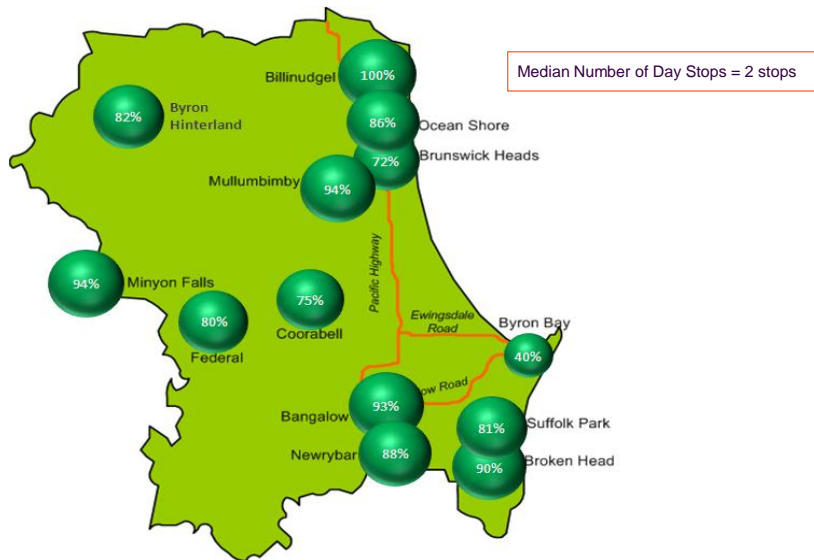 Median Number of Day Stops = 2 stops
Billinudgel
100%
82%
Byron
Hinterland
86%
Ocean Shore
72%
Brunswick Heads
Mullumbimby
94%
Pacific Highway
94%
Minyon Falls
75%
Coorabell
80%
Federal
Ewingsdale
Road
Byron Bay
40%
ow Road
93%
Bangalow
81%
Suffolk Park
Newrybar
88%
90%
Broken Head